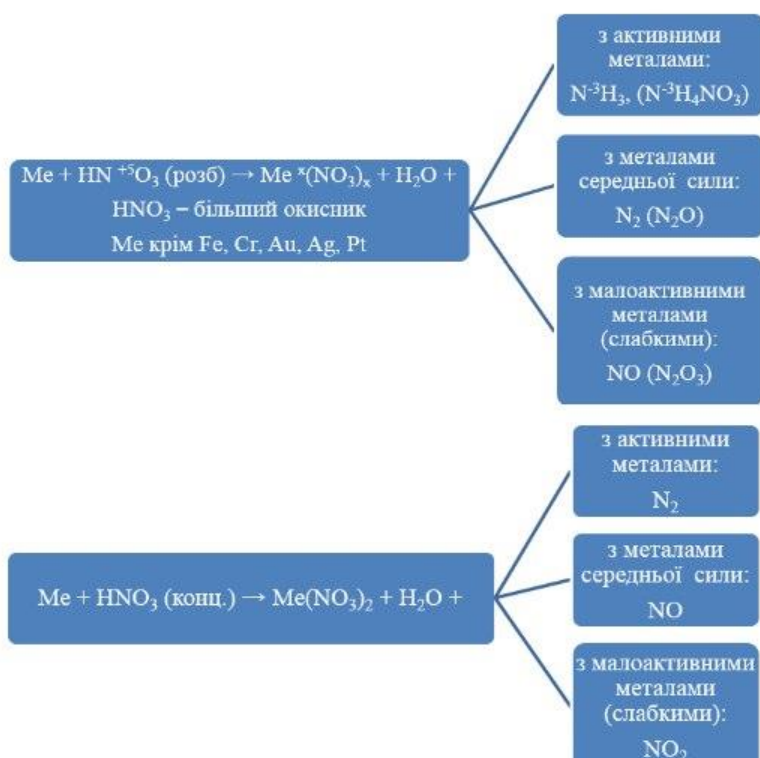 з активними
металами:
N⁻³H₃, (N⁻³H₄NO₃)
Me + HN ⁺⁵O₃ (розб) → Me ˣ(NO₃)ₓ + H₂O +
HNO₃ – більший окисник
Me крім Fe, Cr, Au, Ag, Pt
з металами
середньої сили:
N₂ (N₂O)
з малоактивними
металами
(слабкими):
NO (N₂O₃)
з активними
металами:
N₂
Me + HNO₃ (конц.) → Me(NO₃)₂ + H₂O +
з металами
середньої сили:
NO
з малоактивними
металами
(слабкими):
NO₂